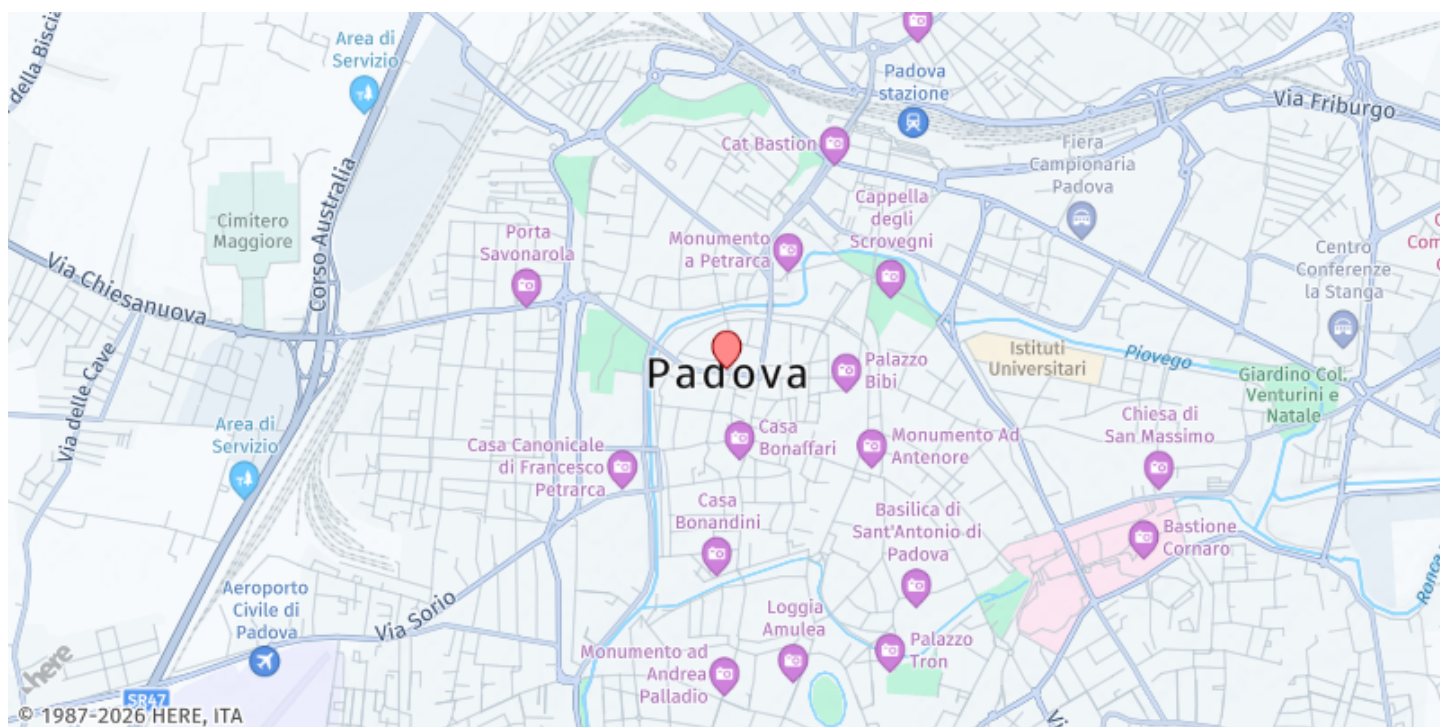 della Biscia
Area di
Servizio
Padova
stazione
Via Friburgo
Cat Bastion
Fiera
Campionaria
Padova
Cimitero
Maggiore
Corso Australia
Cappella
degli
Scrovegni
Porta
Savonarola
Monumento
a Petrarca
Centro
Conferenze
la Stanga
Via Chiesanuova
Istituti
Universitari
Piovego
Padova
Palazzo
Bibi
Giardino Col.
Venturini e
Natale
Via delle Cave
Area di
Servizio
Casa Canonicale
di Francesco
Petrarca
Casa
Bonaffari
Monumento Ad
Antenore
Chiesa di
San Massimo
Casa
Bonandini
Basilica di
Sant'Antonio di
Padova
Bastione
Cornaro
Aeroporto
Civile di
Padova
Via Sorio
Loggia
Amulea
Monumento ad
Andrea
Palladio
Palazzo
Tron
here
SR47
© 1987-2026 HERE, ITA